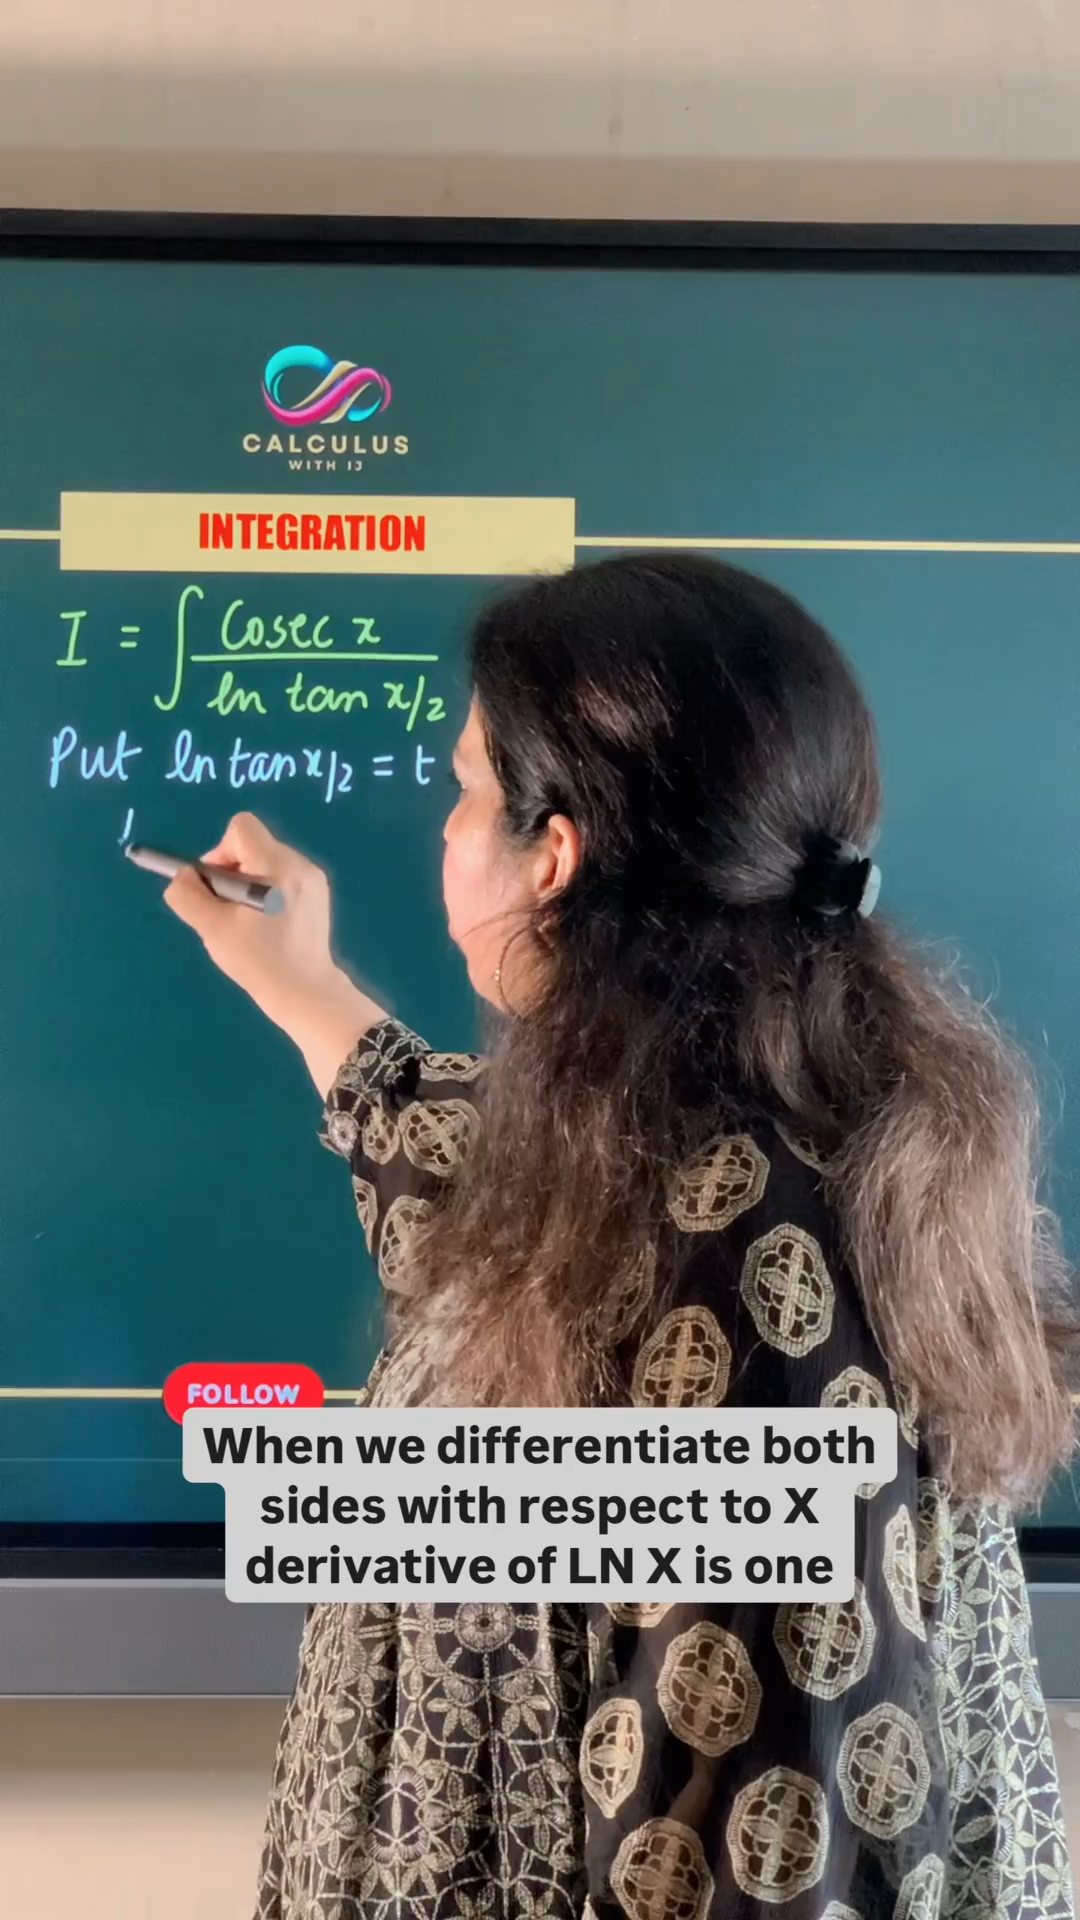 CALCULUS
WITH IJ
INTEGRATION
I = ∫ Cosec x / ln tan x/2
Put ln tan x/2 = t
1
FOLLOW
When we differentiate both
sides with respect to X
derivative of LN X is one